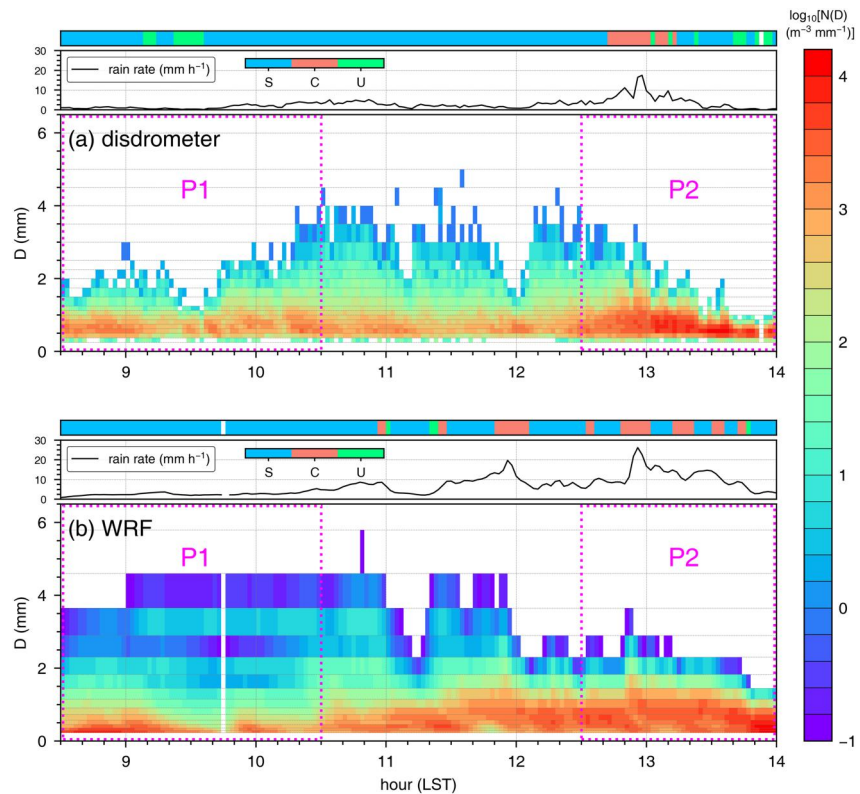 log₁₀[N(D)
(m⁻³ mm⁻¹)]
30
20
10
0
rain rate (mm h⁻¹)
S C U
(a) disdrometer
P1
P2
D (mm)
6
4
2
0
9 10 11 12 13 14
30
20
10
0
rain rate (mm h⁻¹)
S C U
(b) WRF
P1
P2
D (mm)
6
4
2
0
9 10 11 12 13 14
hour (LST)
4
3
2
1
0
−1